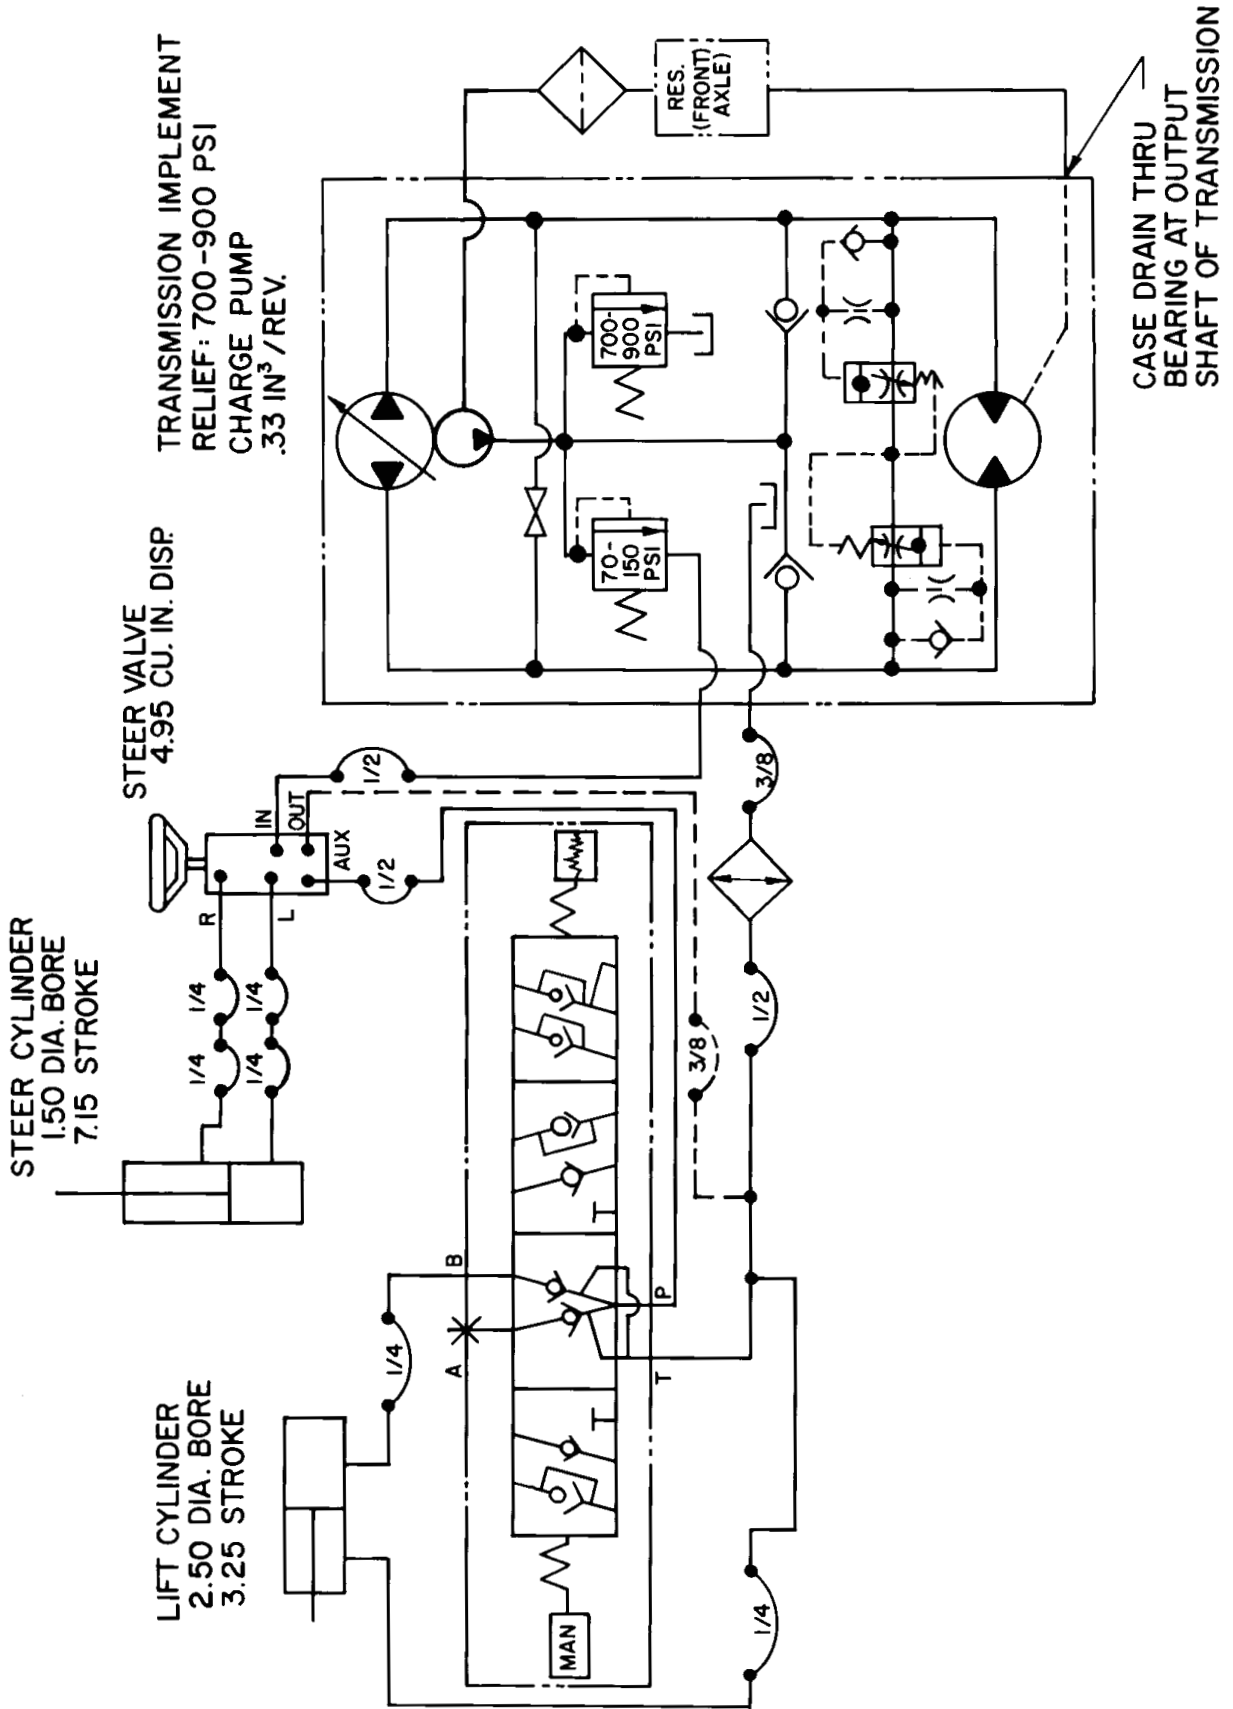 LIFT CYLINDER
2.50 DIA. BORE
3.25 STROKE
STEER CYLINDER
1.50 DIA. BORE
7.15 STROKE
STEER VALVE
4.95 CU. IN. DISP.
TRANSMISSION IMPLEMENT
RELIEF: 700-900 PSI
CHARGE PUMP
.33 IN³/REV.
RES.
(FRONT)
AXLE)
CASE DRAIN THRU
BEARING AT OUTPUT
SHAFT OF TRANSMISSION
70-
150
PSI
700-
900
PSI
R
L
IN
OUT
AUX
1/4
1/4
1/4
1/4
1/2
1/2
1/4
A
B
T
P
MAN
T
T
3/8
1/2
3/8
1/4